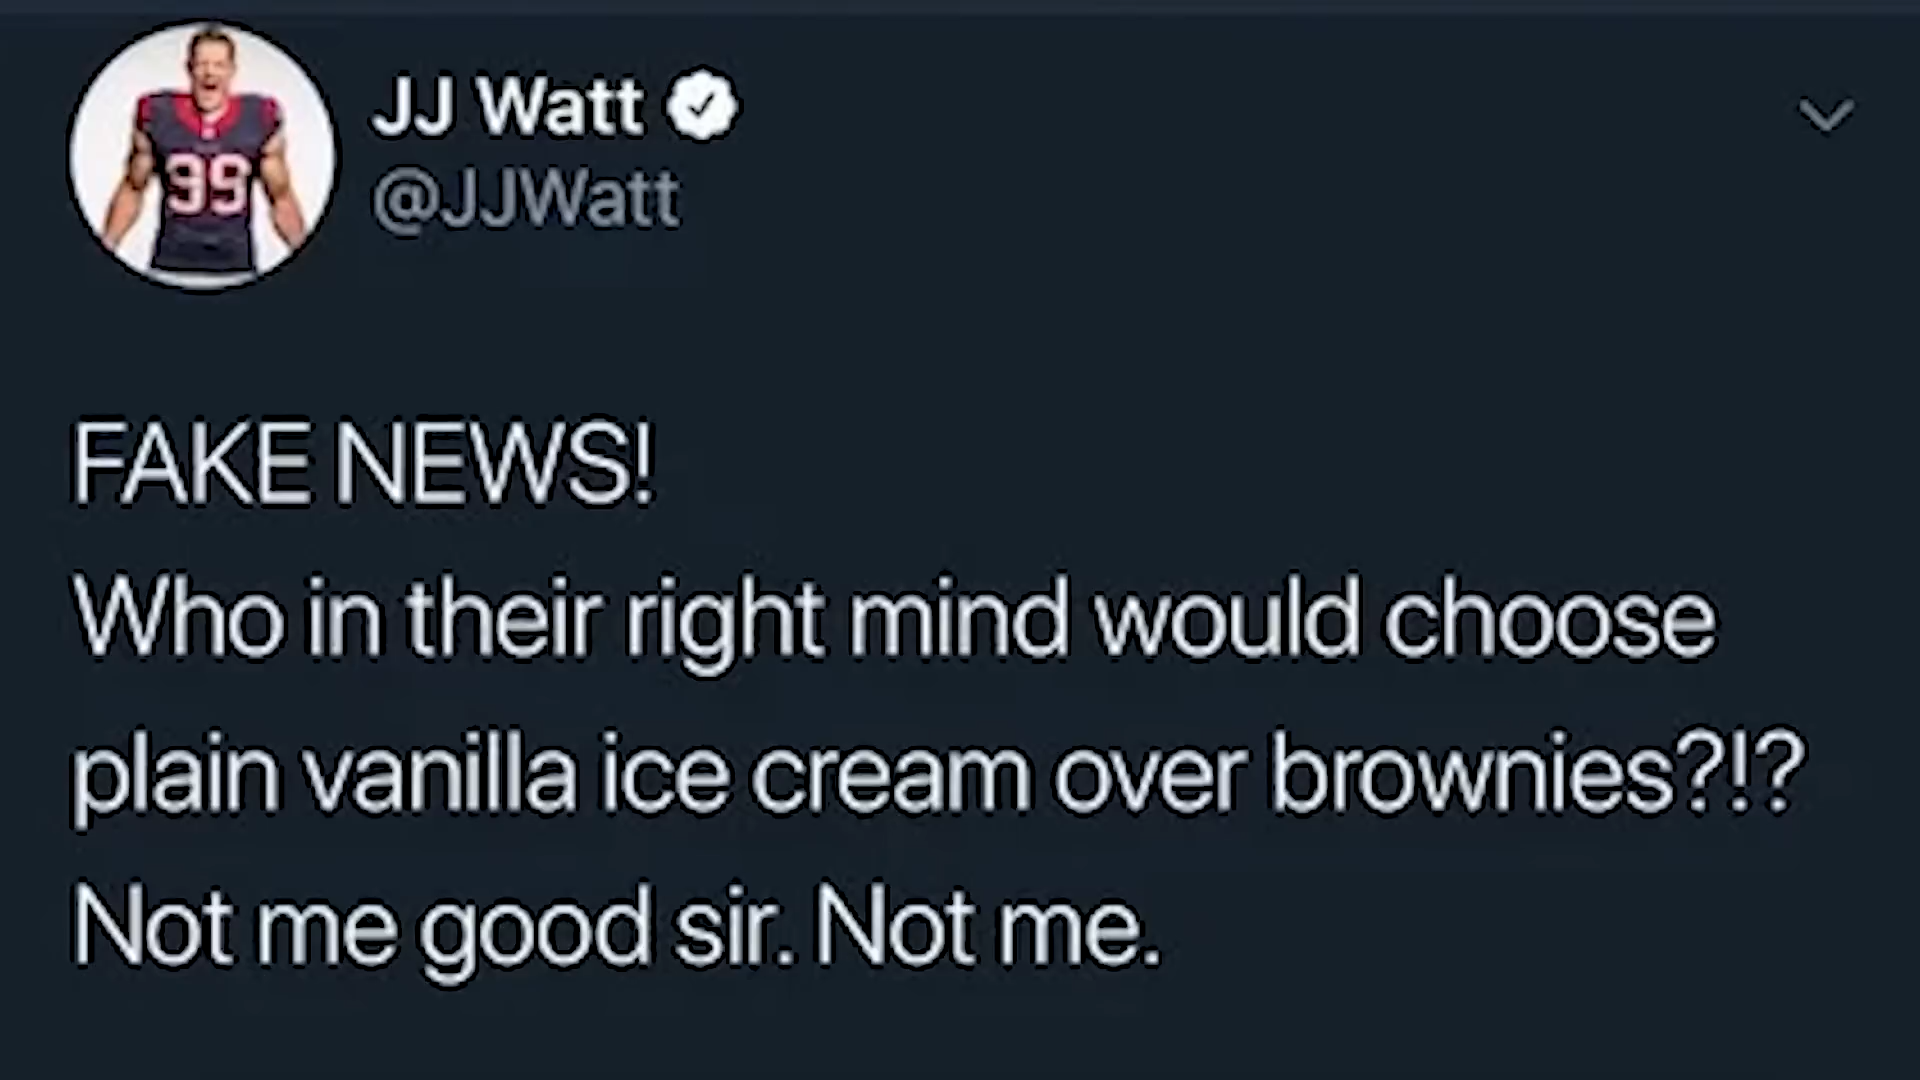 JJ Watt
@JJWatt
99
FAKE NEWS!
Who in their right mind would choose
plain vanilla ice cream over brownies?!?
Not me good sir. Not me.